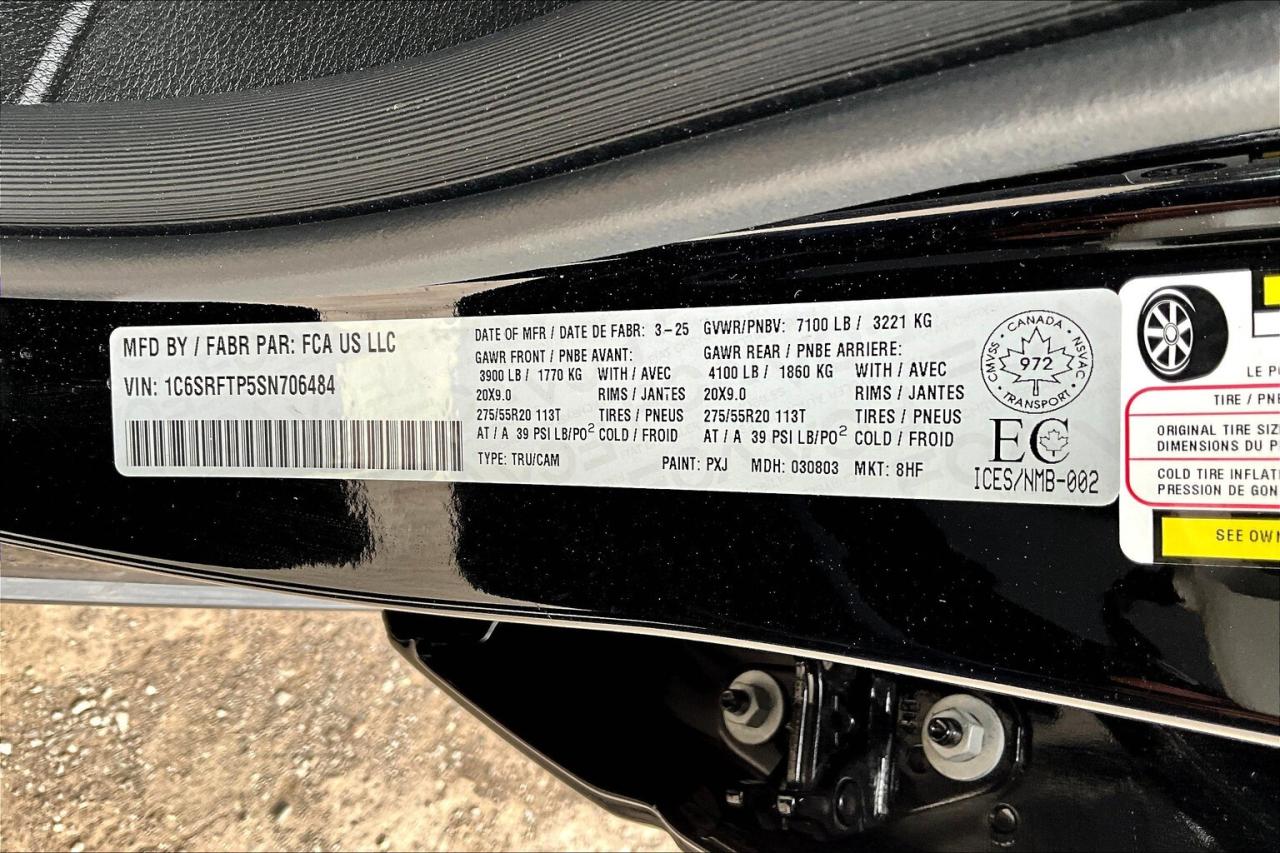 MFD BY / FABR PAR: FCA US LLC
VIN: 1C6SRFTP5SN706484
DATE OF MFR / DATE DE FABR: 3-25 GVWR/PNBV: 7100 LB / 3221 KG
GAWR FRONT / PNBE AVANT: GAWR REAR / PNBE ARRIERE:
3900 LB / 1770 KG WITH / AVEC 4100 LB / 1860 KG WITH / AVEC
20X9.0 RIMS / JANTES 20X9.0 RIMS / JANTES
275/55R20 113T TIRES / PNEUS 275/55R20 113T TIRES / PNEUS
AT / A 39 PSI LB/PO² COLD / FROID AT / A 39 PSI LB/PO² COLD / FROID
TYPE: TRU/CAM PAINT: PXJ MDH: 030803 MKT: 8HF
CANADA
CMVSS 972 NSVAC
TRANSPORT
EC
ICES/NMB-002
LE
TIRE /
ORIGINAL TIRE
DIMENSIONS DU
COLD TIRE
PRESSION DE
SEE